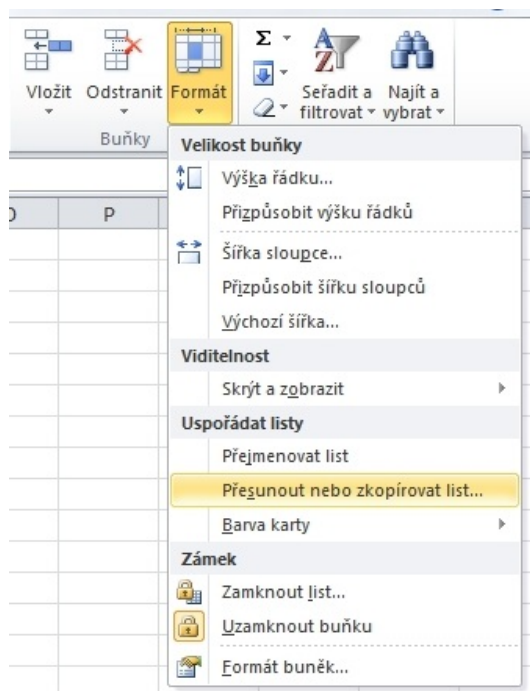 Vložit
Odstranit
Formát
Σ
Seřadit a
filtrovat
Najít a
vybrat
Buňky
P
Velikost buňky
Výška řádku...
Přizpůsobit výšku řádků
Šířka sloupce...
Přizpůsobit šířku sloupců
Výchozí šířka...
Viditelnost
Skrýt a zobrazit
Uspořádat listy
Přejmenovat list
Přesunout nebo zkopírovat list...
Barva karty
Zámek
Zamknout list...
Uzamknout buňku
Formát buněk...